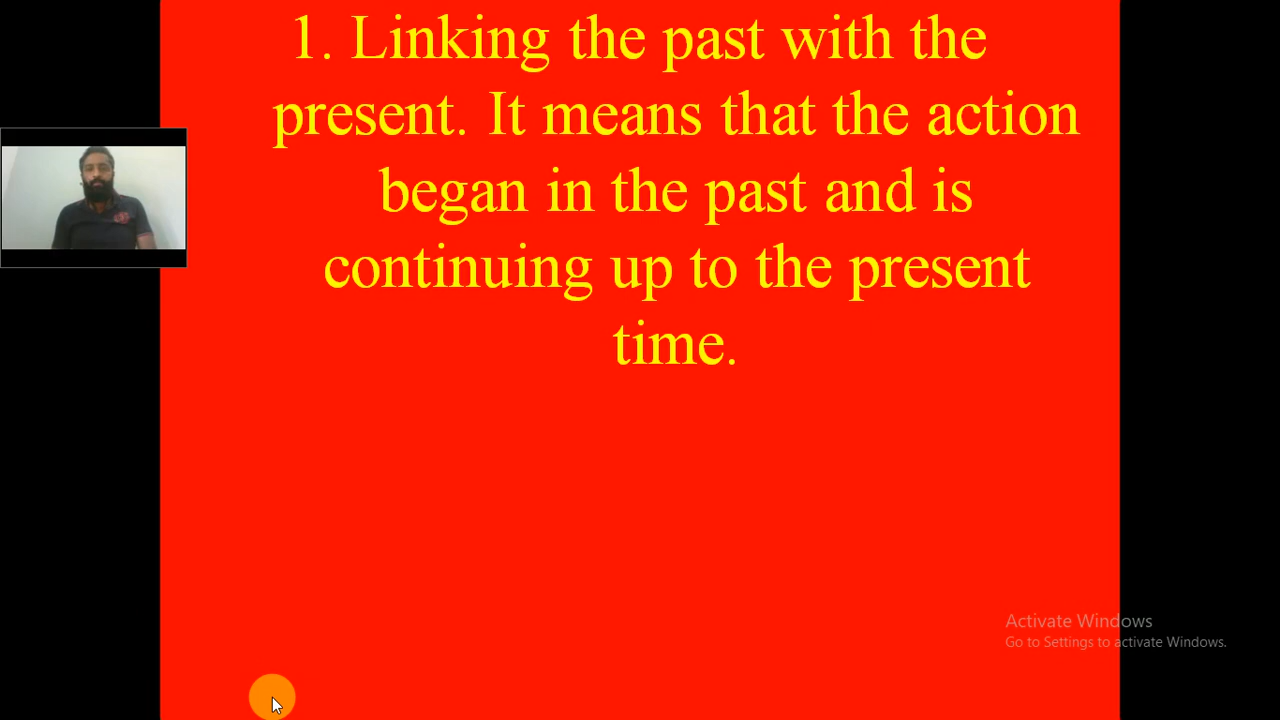 1. Linking the past with the
present. It means that the action
began in the past and is
continuing up to the present
time.
Activate Windows
Go to Settings to activate Windows.